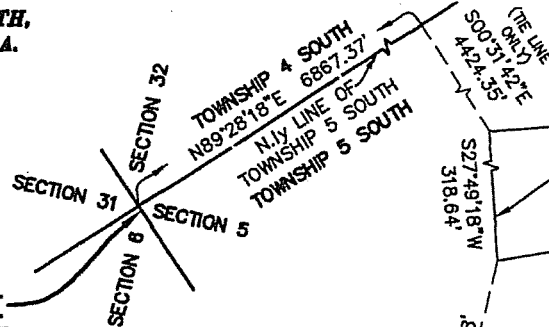 TH,
A.
TOWNSHIP 4 SOUTH
N89°28'18"E 6867.37'
N.ly LINE OF
TOWNSHIP 5 SOUTH
TOWNSHIP 5 SOUTH
(TIE LINE
ONLY)
S00°31'42"E
4424.35'
S27°49'18"W
318.64'
SECTION 32
SECTION 31
SECTION 5
SECTION 6